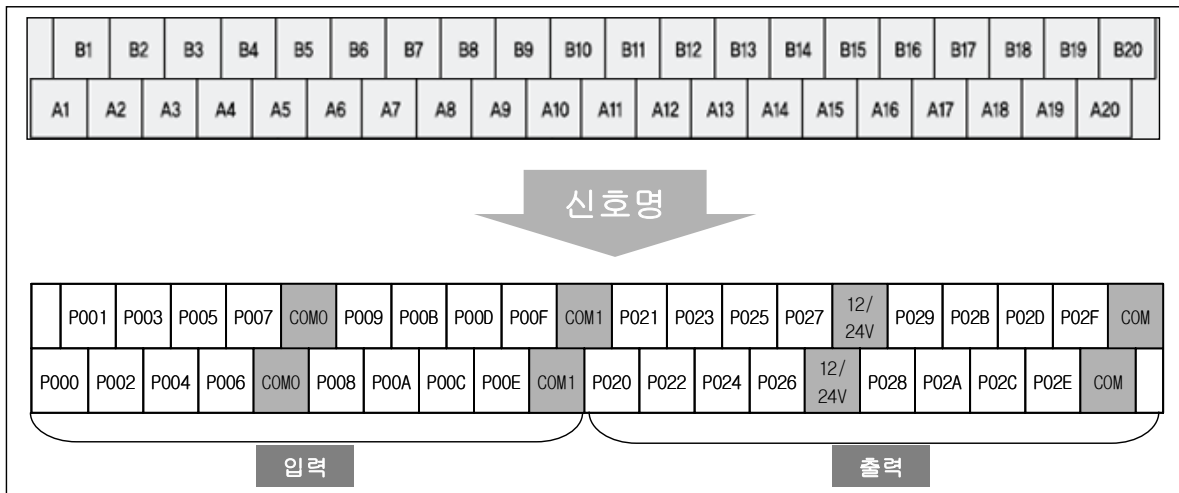 B1 B2 B3 B4 B5 B6 B7 B8 B9 B10 B11 B12 B13 B14 B15 B16 B17 B18 B19 B20
A1 A2 A3 A4 A5 A6 A7 A8 A9 A10 A11 A12 A13 A14 A15 A16 A17 A18 A19 A20
신호명
P001 P003 P005 P007 COM0 P009 P00B P00D P00F COM1 P021 P023 P025 P027 12/24V P029 P02B P02D P02F COM
P000 P002 P004 P006 COM0 P008 P00A P00C P00E COM1 P020 P022 P024 P026 12/24V P028 P02A P02C P02E COM
입력 출력